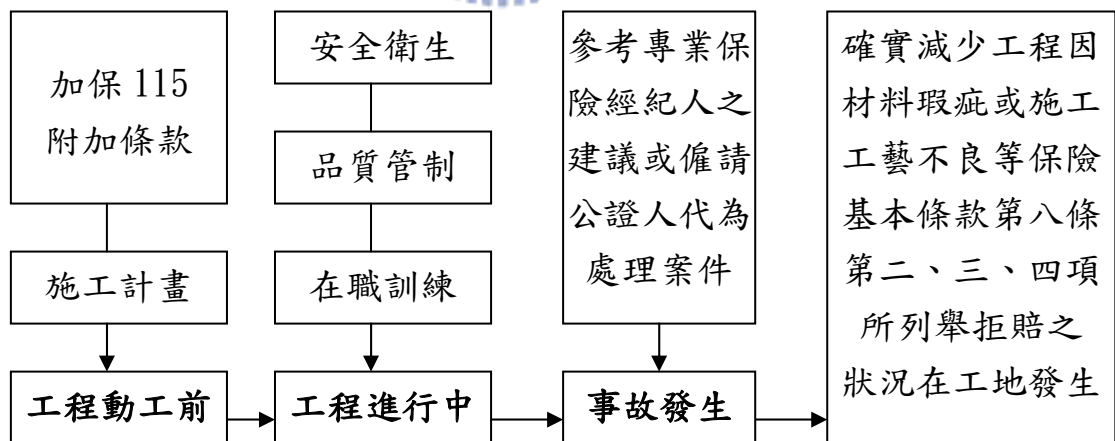 加保 115
附加條款
施工計畫
工程動工前
安全衛生
品質管制
在職訓練
工程進行中
參考專業保
險經紀人之
建議或僱請
公證人代為
處理案件
事故發生
確實減少工程因
材料瑕疵或施工
工藝不良等保險
基本條款第八條
第二、三、四項
所列舉拒賠之
狀況在工地發生